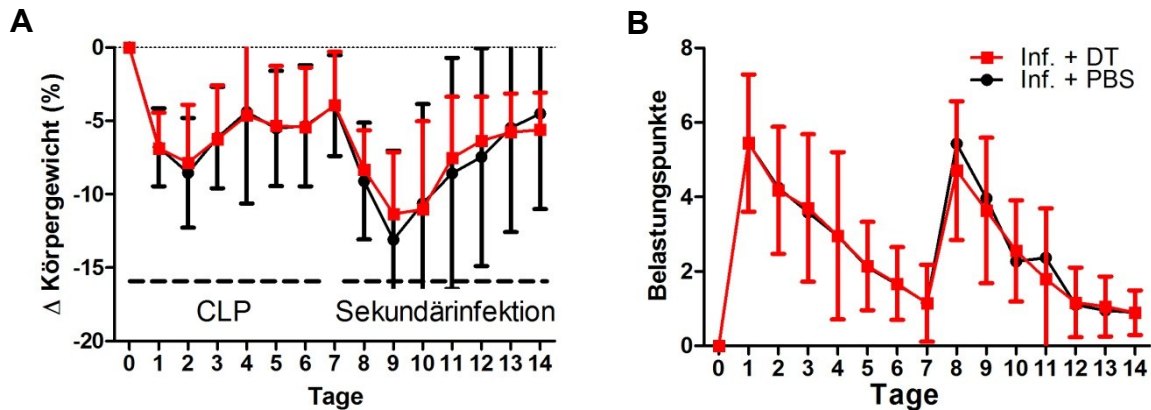 A
Δ Körpergewicht (%)
0
-5
-10
-15
-20
CLP
Sekundärinfektion
0 1 2 3 4 5 6 7 8 9 10 11 12 13 14
Tage
B
Belastungspunkte
8
6
4
2
0
Inf. + DT
Inf. + PBS
0 1 2 3 4 5 6 7 8 9 10 11 12 13 14
Tage